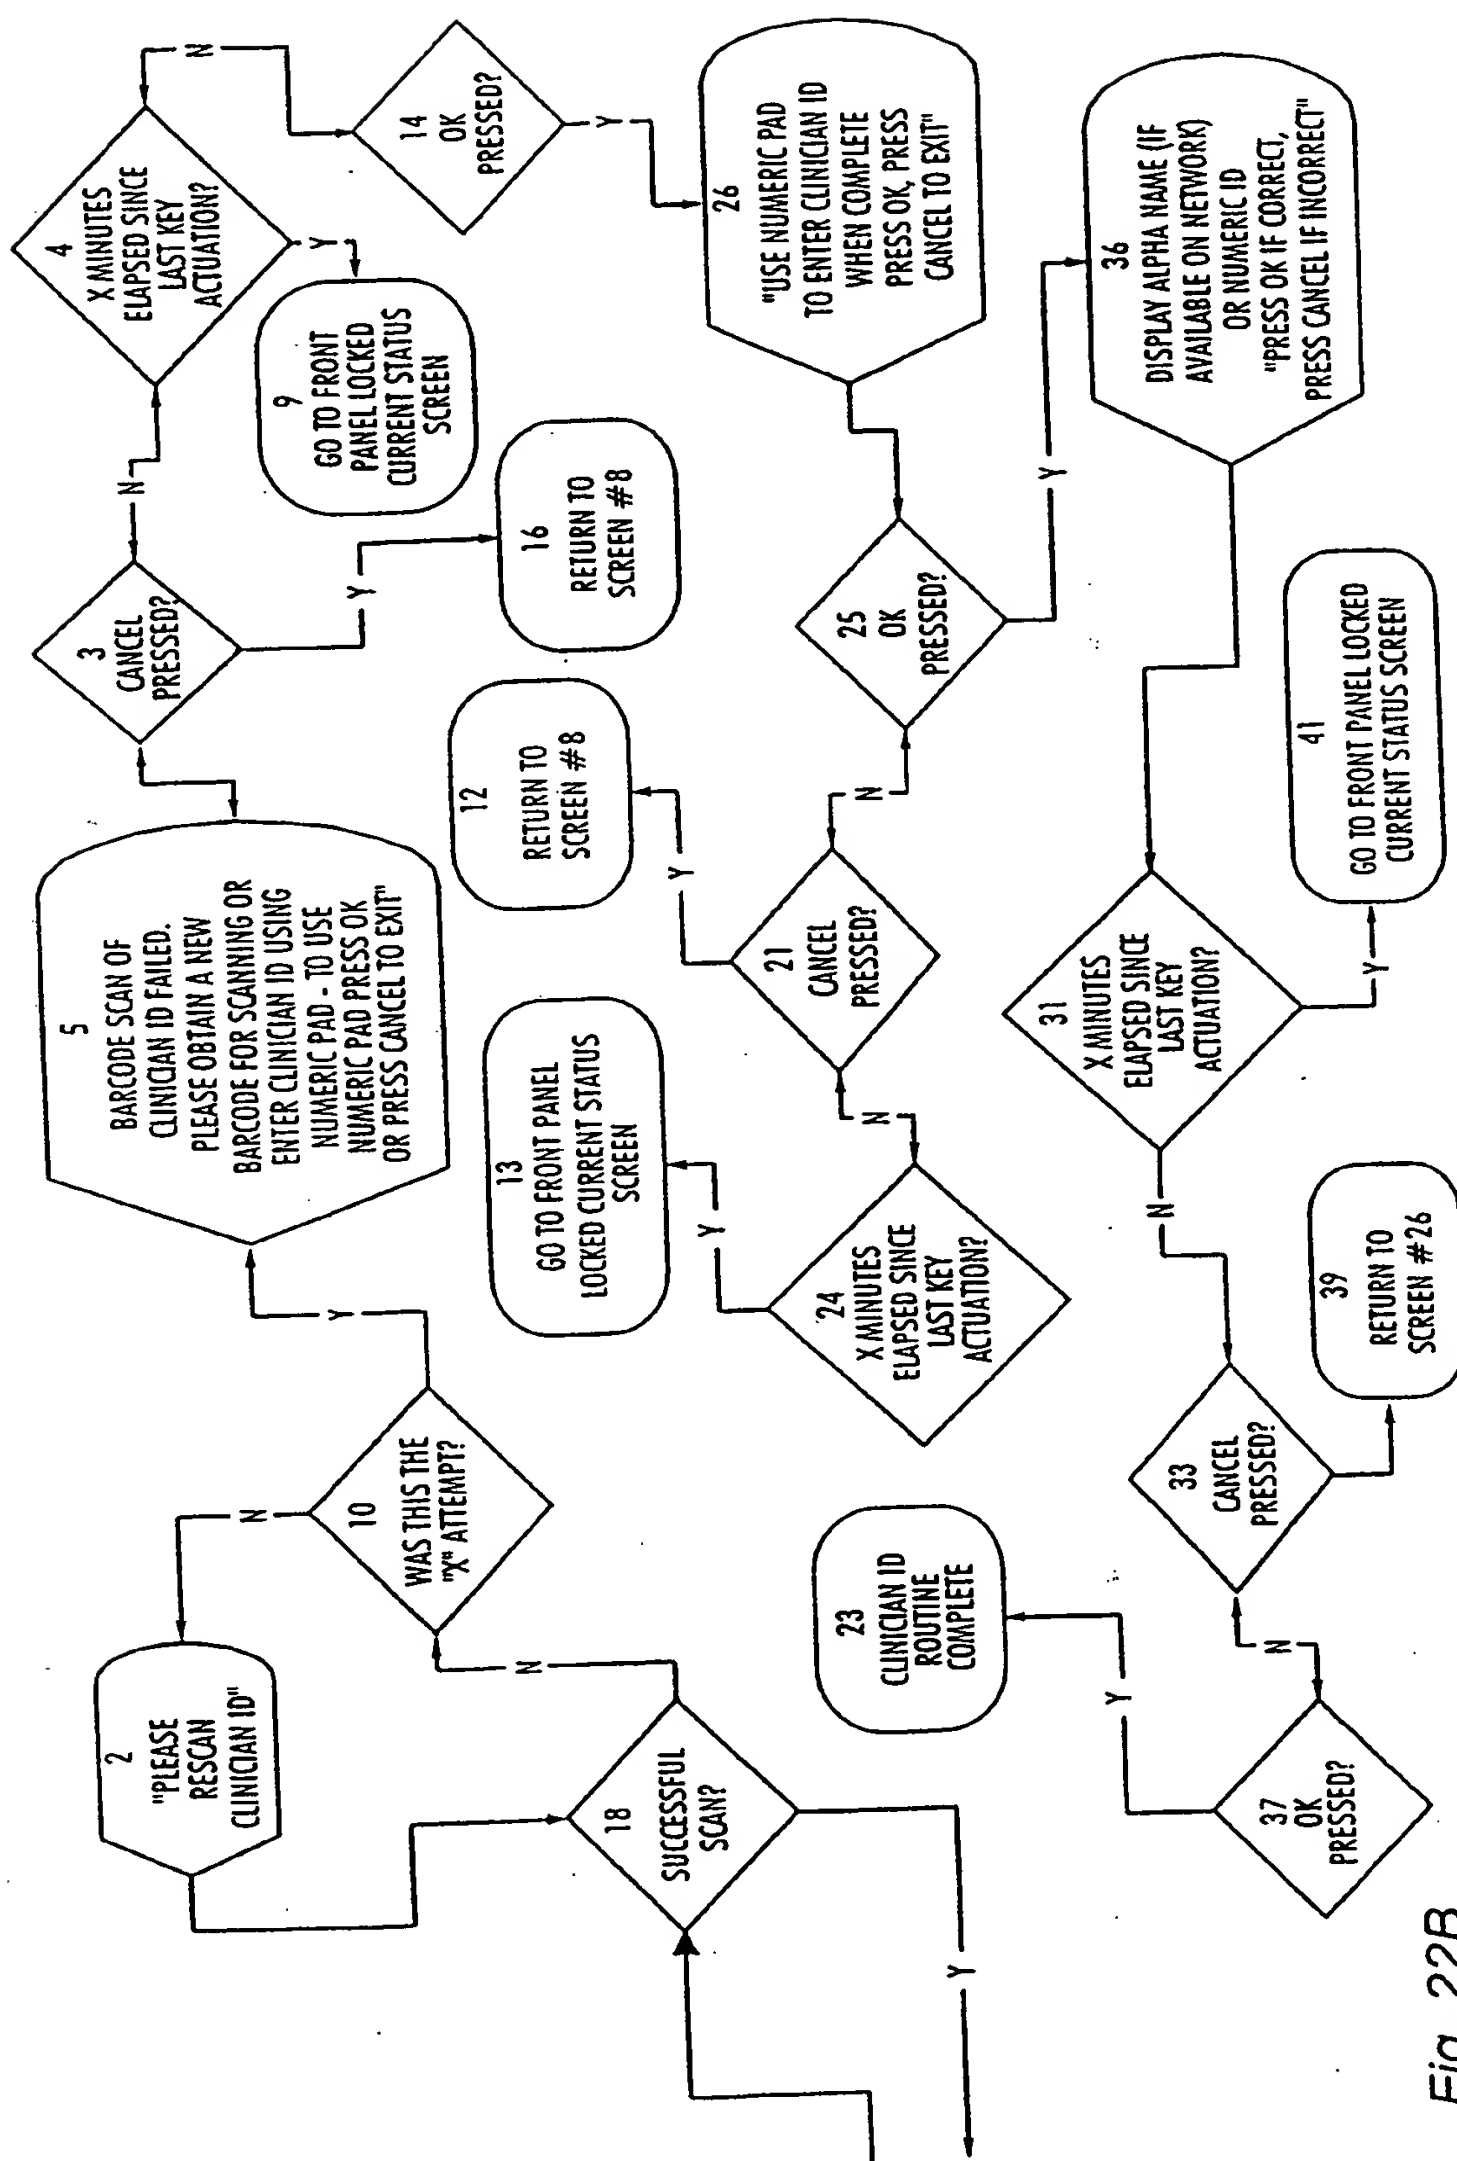 2
"PLEASE
RESCAN
CLINICIAN ID"
18
SUCCESSFUL
SCAN?
Y
N
10
WAS THIS THE
"X" ATTEMPT?
N
Y
5
BARCODE SCAN OF
CLINICIAN ID FAILED.
PLEASE OBTAIN A NEW
BARCODE FOR SCANNING OR
ENTER CLINICIAN ID USING
NUMERIC PAD - TO USE
NUMERIC PAD PRESS OK
OR PRESS CANCEL TO EXIT"
3
CANCEL
PRESSED?
N
Y
16
RETURN TO
SCREEN #8
4
X MINUTES
ELAPSED SINCE
LAST KEY
ACTUATION?
Y
N
9
GO TO FRONT
PANEL LOCKED
CURRENT STATUS
SCREEN
14
OK
PRESSED?
Y
26
"USE NUMERIC PAD
TO ENTER CLINICIAN ID
WHEN COMPLETE
PRESS OK, PRESS
CANCEL TO EXIT"
25
OK
PRESSED?
N
Y
21
CANCEL
PRESSED?
Y
N
12
RETURN TO
SCREEN #8
24
X MINUTES
ELAPSED SINCE
LAST KEY
ACTUATION?
Y
13
GO TO FRONT PANEL
LOCKED CURRENT STATUS
SCREEN
36
DISPLAY ALPHA NAME (IF
AVAILABLE ON NETWORK)
OR NUMERIC ID
"PRESS OK IF CORRECT,
PRESS CANCEL IF INCORRECT"
31
X MINUTES
ELAPSED SINCE
LAST KEY
ACTUATION?
Y
N
41
GO TO FRONT PANEL LOCKED
CURRENT STATUS SCREEN
33
CANCEL
PRESSED?
N
39
RETURN TO
SCREEN #26
37
OK
PRESSED?
Y
23
CLINICIAN ID
ROUTINE
COMPLETE
Fig. 22B